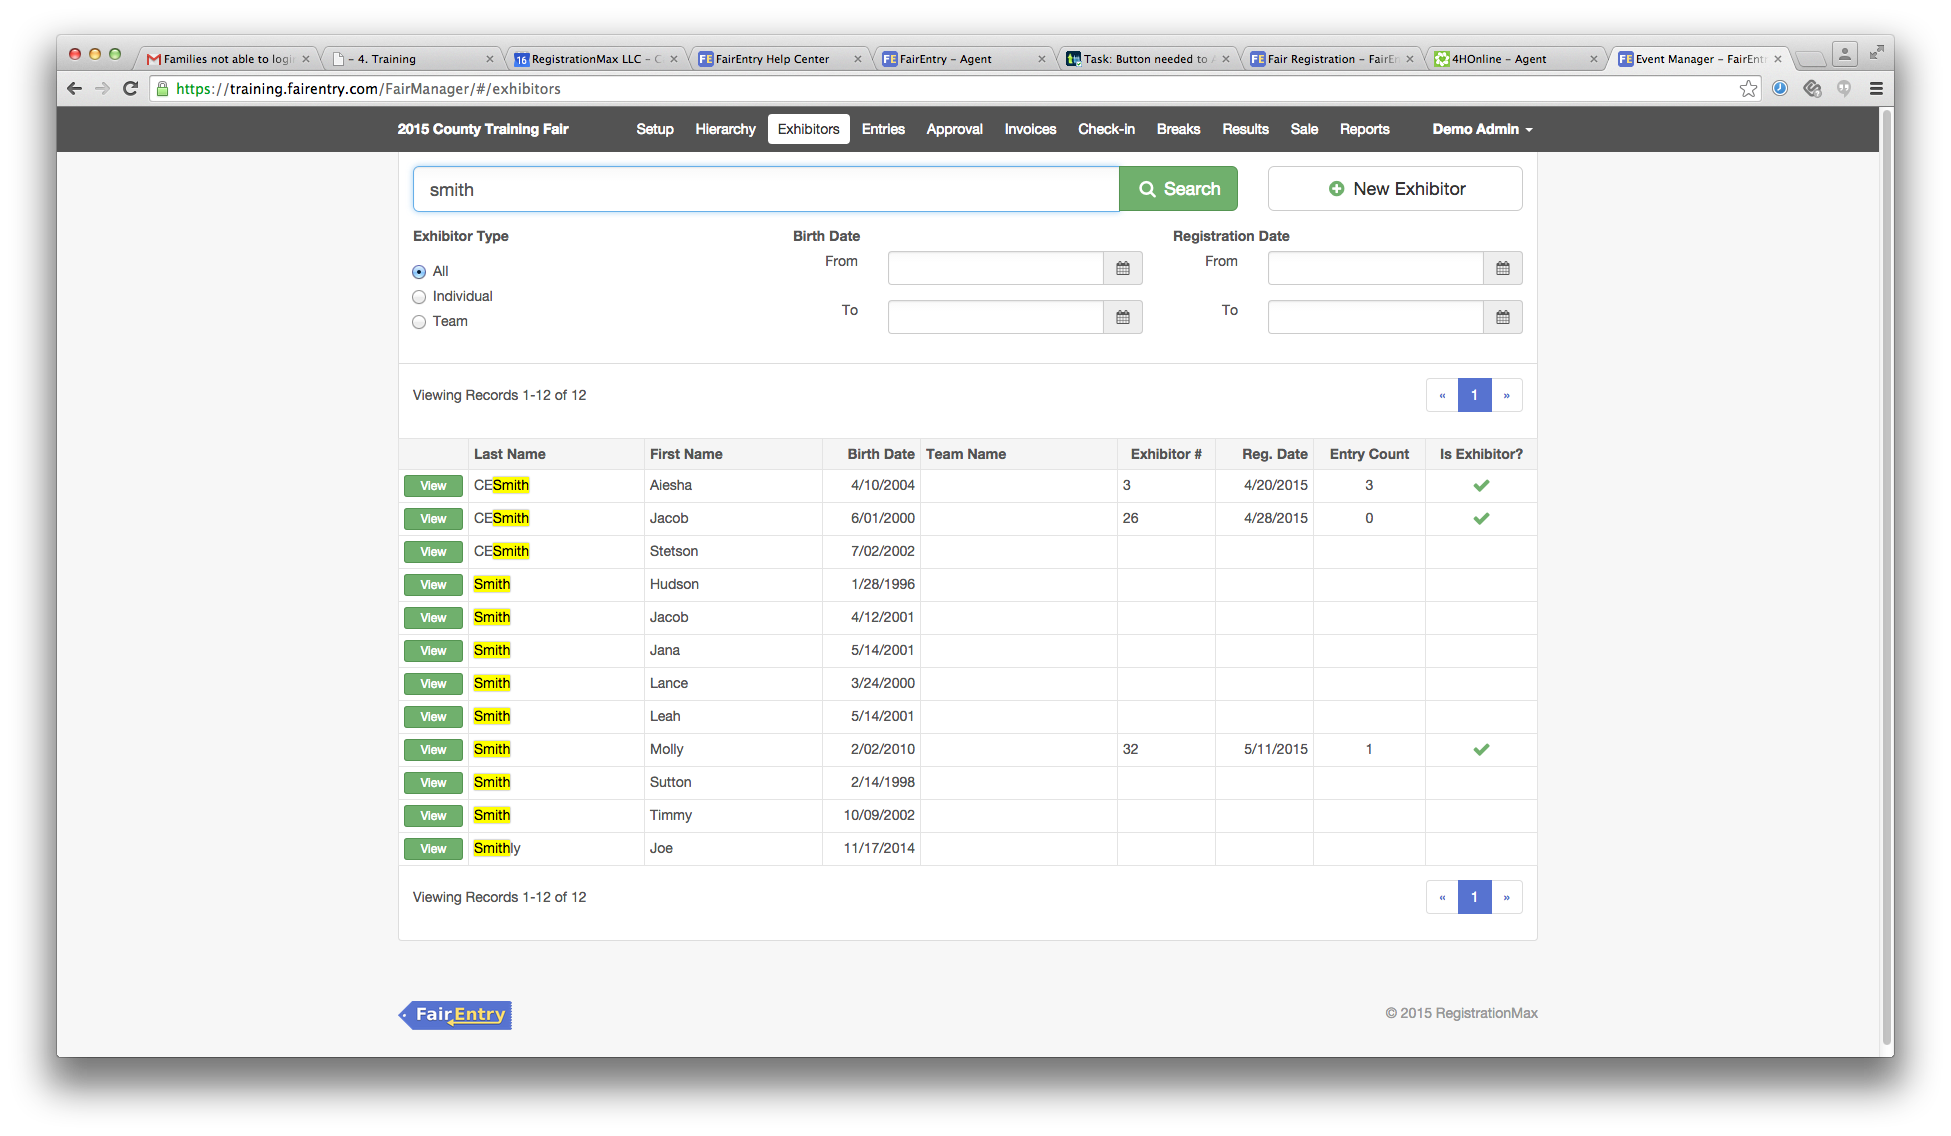 Families not able to logi
– 4. Training
16 RegistrationMax LLC – C
FE FairEntry Help Center
FE FairEntry – Agent
Task: Button needed to A
FE Fair Registration – FairEn
4HOnline – Agent
FE Event Manager – FairEnt
https://training.fairentry.com/FairManager/#/exhibitors
2015 County Training Fair Setup Hierarchy Exhibitors Entries Approval Invoices Check-in Breaks Results Sale Reports Demo Admin
smith Search New Exhibitor
Exhibitor Type Birth Date Registration Date
From From
All
Individual
To To
Team
Viewing Records 1-12 of 12 « 1 »
Last Name First Name Birth Date Team Name Exhibitor # Reg. Date Entry Count Is Exhibitor?
View CESmith Aiesha 4/10/2004 3 4/20/2015 3
View CESmith Jacob 6/01/2000 26 4/28/2015 0
View CESmith Stetson 7/02/2002
View Smith Hudson 1/28/1996
View Smith Jacob 4/12/2001
View Smith Jana 5/14/2001
View Smith Lance 3/24/2000
View Smith Leah 5/14/2001
View Smith Molly 2/02/2010 32 5/11/2015 1
View Smith Sutton 2/14/1998
View Smith Timmy 10/09/2002
View Smithly Joe 11/17/2014
Viewing Records 1-12 of 12 « 1 »
FairEntry © 2015 RegistrationMax